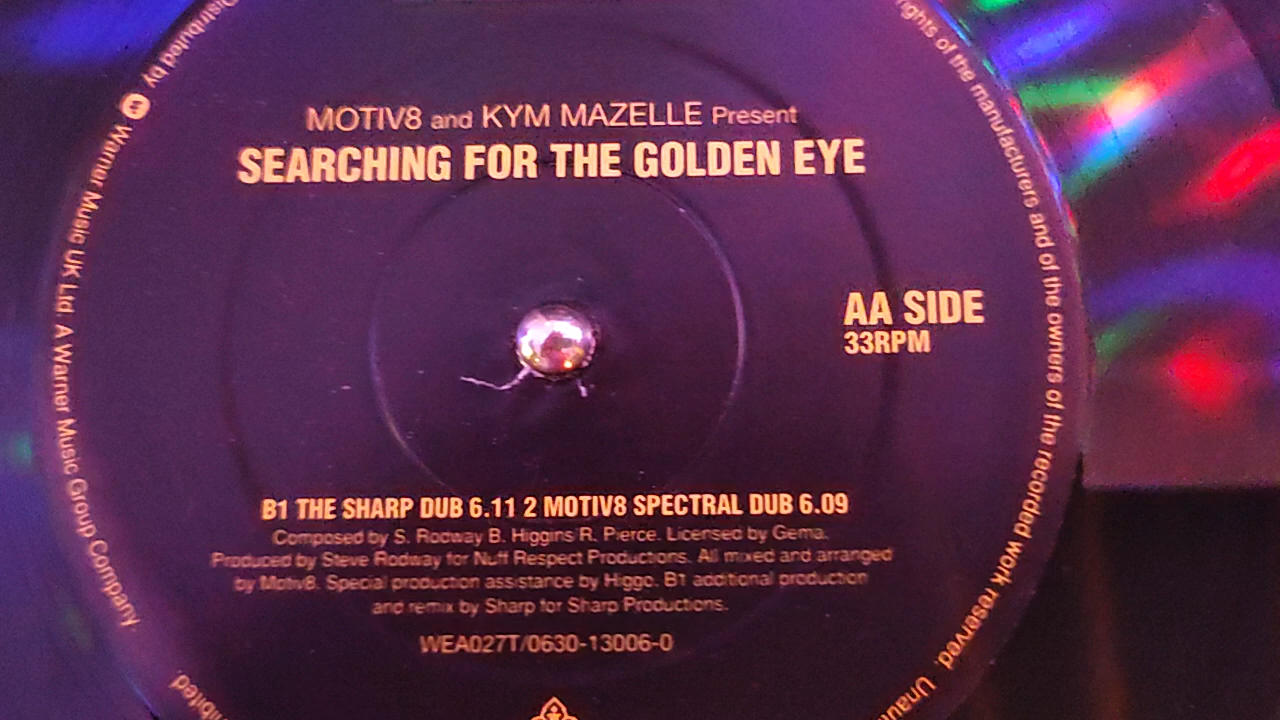 MOTIV8 and KYM MAZELLE Present
SEARCHING FOR THE GOLDEN EYE
AA SIDE
33RPM
B1 THE SHARP DUB 6.11 2 MOTIV8 SPECTRAL DUB 6.09
Composed by S. Rodway B. Higgins R. Pierce. Licensed by Gema.
Produced by Steve Rodway for Nuff Respect Productions. All mixed and arranged
by Motiv8. Special production assistance by Higgo. B1 additional production
and remix by Sharp for Sharp Productions.
WEA027T/0630-13006-0
Distributed by Warner Music UK Ltd. A Warner Music Group Company.
rights of the manufacturers and of the owners of the recorded work reserved.